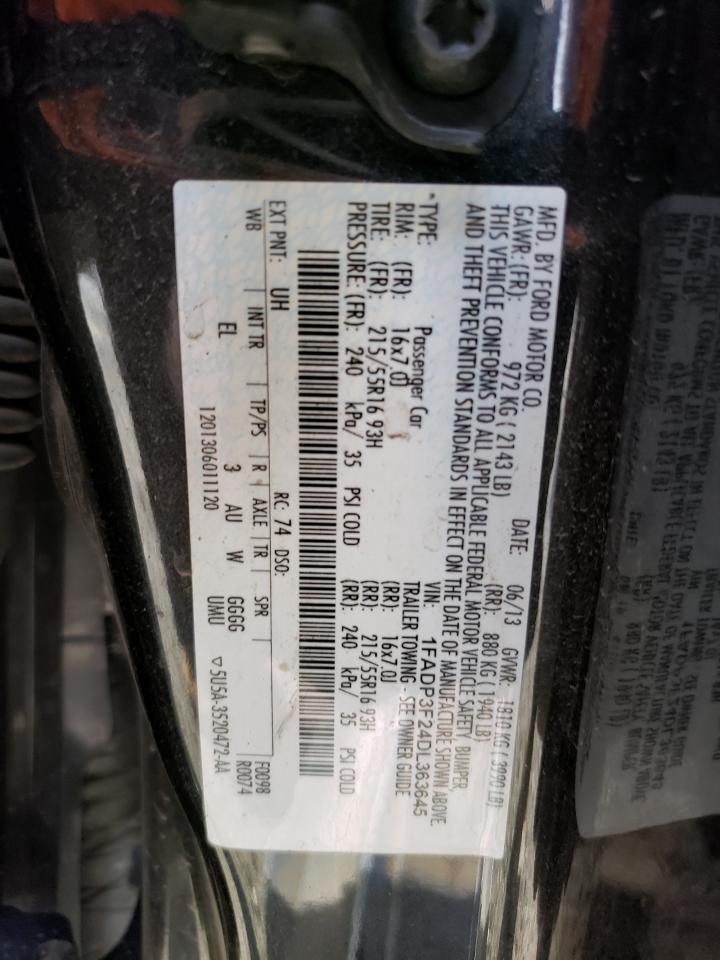 MFD. BY FORD MOTOR CO.
DATE: 06/13 GVWR: 1810 KG ( 3990 LB)
GAWR: (FR): 972 KG ( 2143 LB) (RR): 880 KG ( 1940 LB)
THIS VEHICLE CONFORMS TO ALL APPLICABLE FEDERAL MOTOR VEHICLE SAFETY, BUMPER,
AND THEFT PREVENTION STANDARDS IN EFFECT ON THE DATE OF MANUFACTURE SHOWN ABOVE.
VIN: 1FADP3F24DL363645
*TYPE: Passenger Car TRAILER TOWING - SEE OWNER GUIDE
RIM: (FR): 16x7.0J (RR): 16x7.0J
TIRE: (FR): 215/55R16 93H (RR): 215/55R16 93H
PRESSURE: (FR): 240 kPa/ 35 PSI COLD (RR): 240 kPa/ 35 PSI COLD
EXT PNT: UH RC: 74 DSO: F0098
WB INT TR TP/PS R AXLE TR SPR R0074
EL 3 AU W GGGG
UMU
1201306011120 ▽ 5U5A-3520472-AA